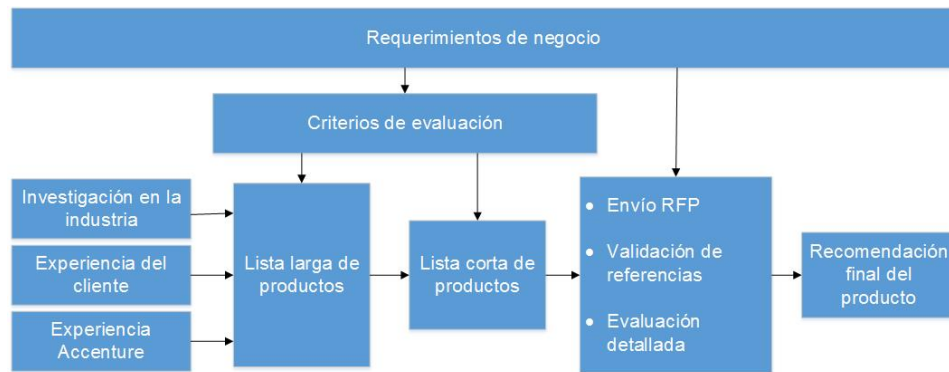 Requerimientos de negocio
Criterios de evaluación
Investigación en la
industria
Experiencia del
cliente
Experiencia
Accenture
Lista larga de
productos
Lista corta de
productos
• Envío RFP
• Validación de
referencias
• Evaluación
detallada
Recomendación
final del
producto